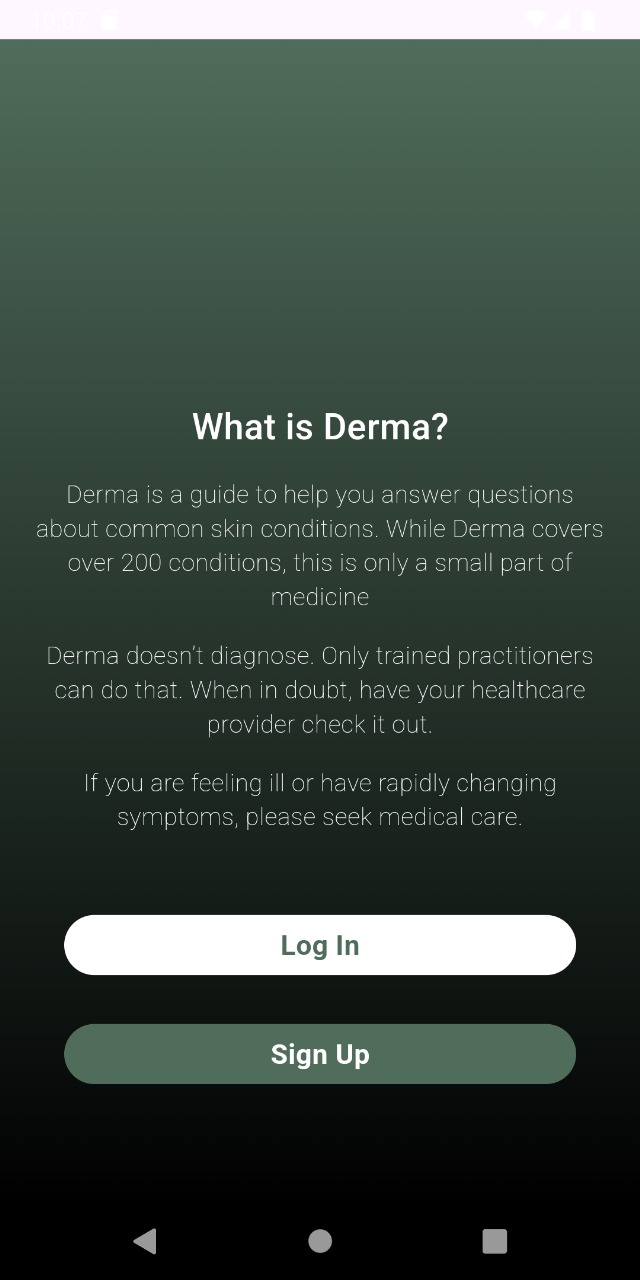 10:07
What is Derma?
Derma is a guide to help you answer questions
about common skin conditions. While Derma covers
over 200 conditions, this is only a small part of
medicine
Derma doesn't diagnose. Only trained practitioners
can do that. When in doubt, have your healthcare
provider check it out.
If you are feeling ill or have rapidly changing
symptoms, please seek medical care.
Log In
Sign Up